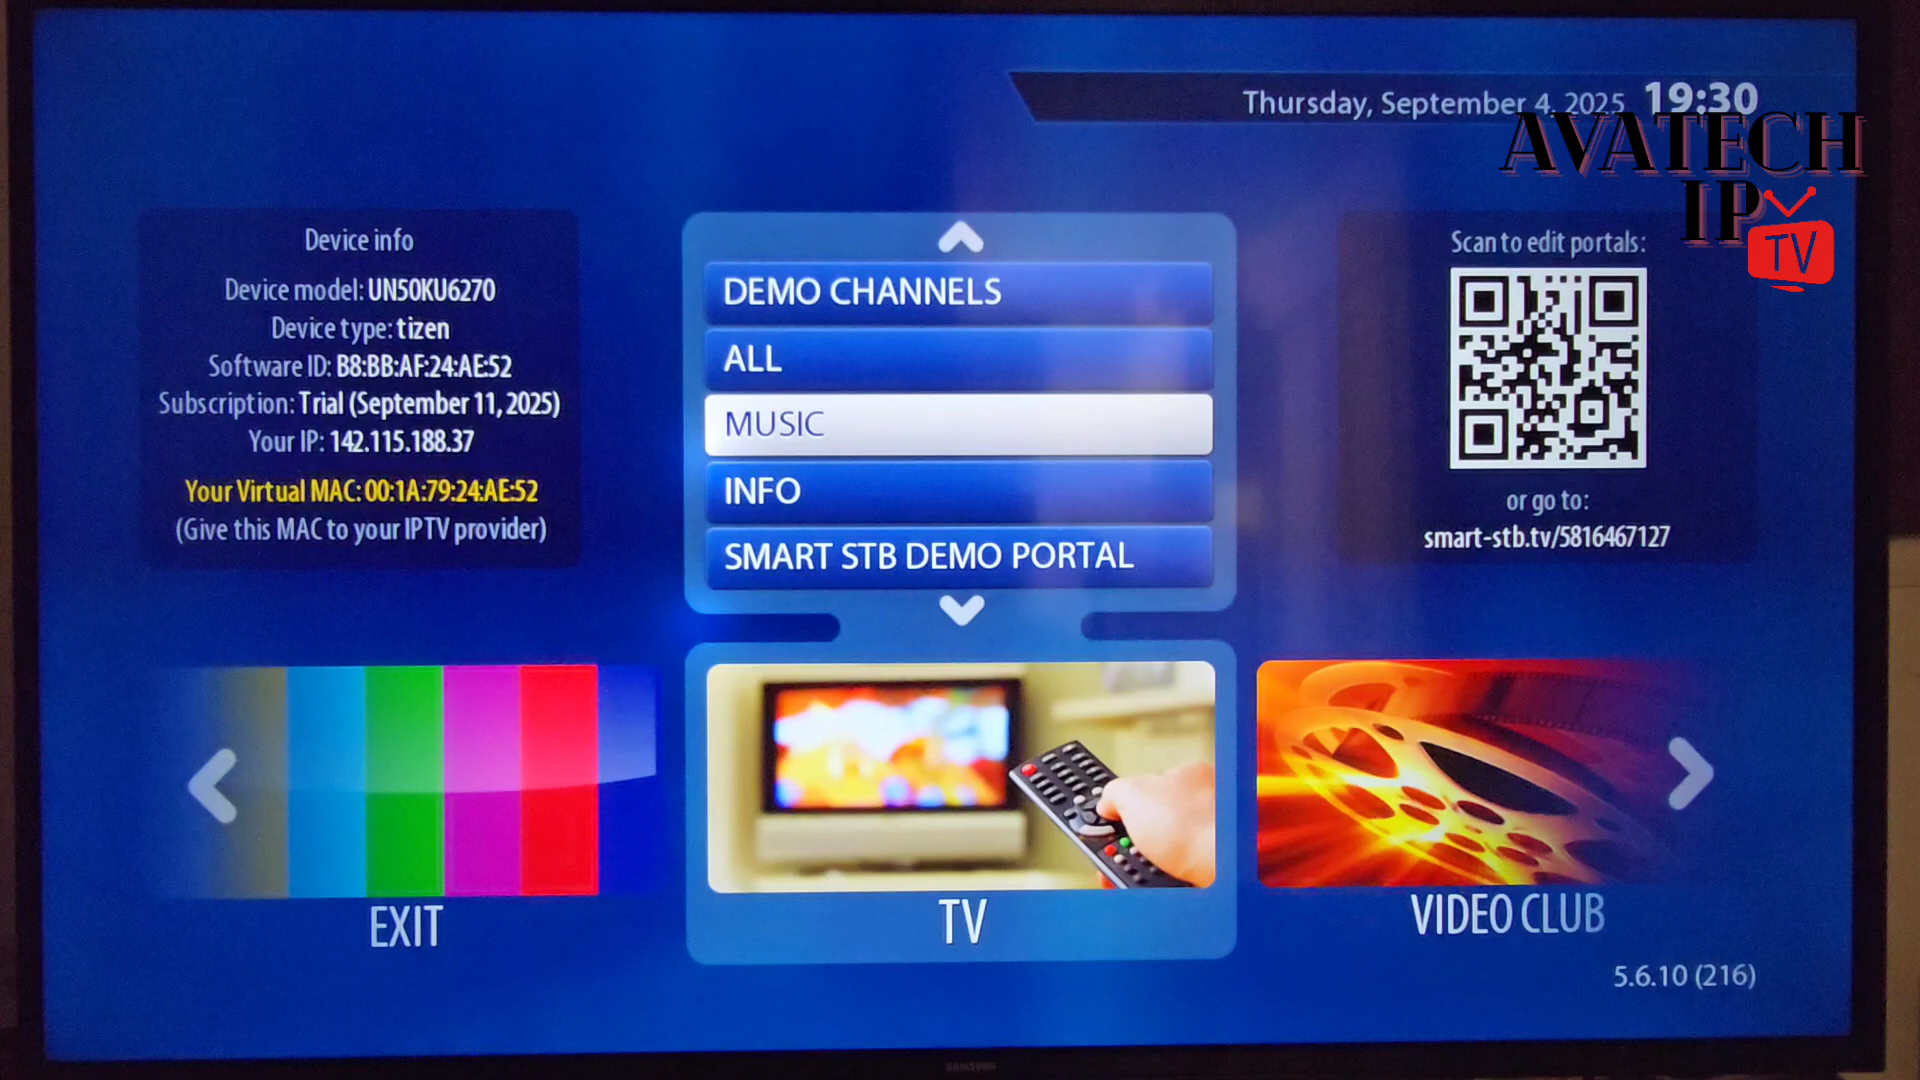 Thursday, September 4, 2025 19:30
AVATECH
IP
TV
Device info
Device model: UN50KU6270
Device type: tizen
Software ID: B8:BB:AF:24:AE:52
Subscription: Trial (September 11, 2025)
Your IP: 142.115.188.37
Your Virtual MAC: 00:1A:79:24:AE:52
(Give this MAC to your IPTV provider)
DEMO CHANNELS
ALL
MUSIC
INFO
SMART STB DEMO PORTAL
Scan to edit portals:
or go to:
smart-stb.tv/5816467127
EXIT
TV
VIDEO CLUB
5.6.10 (216)
SAMSUNG